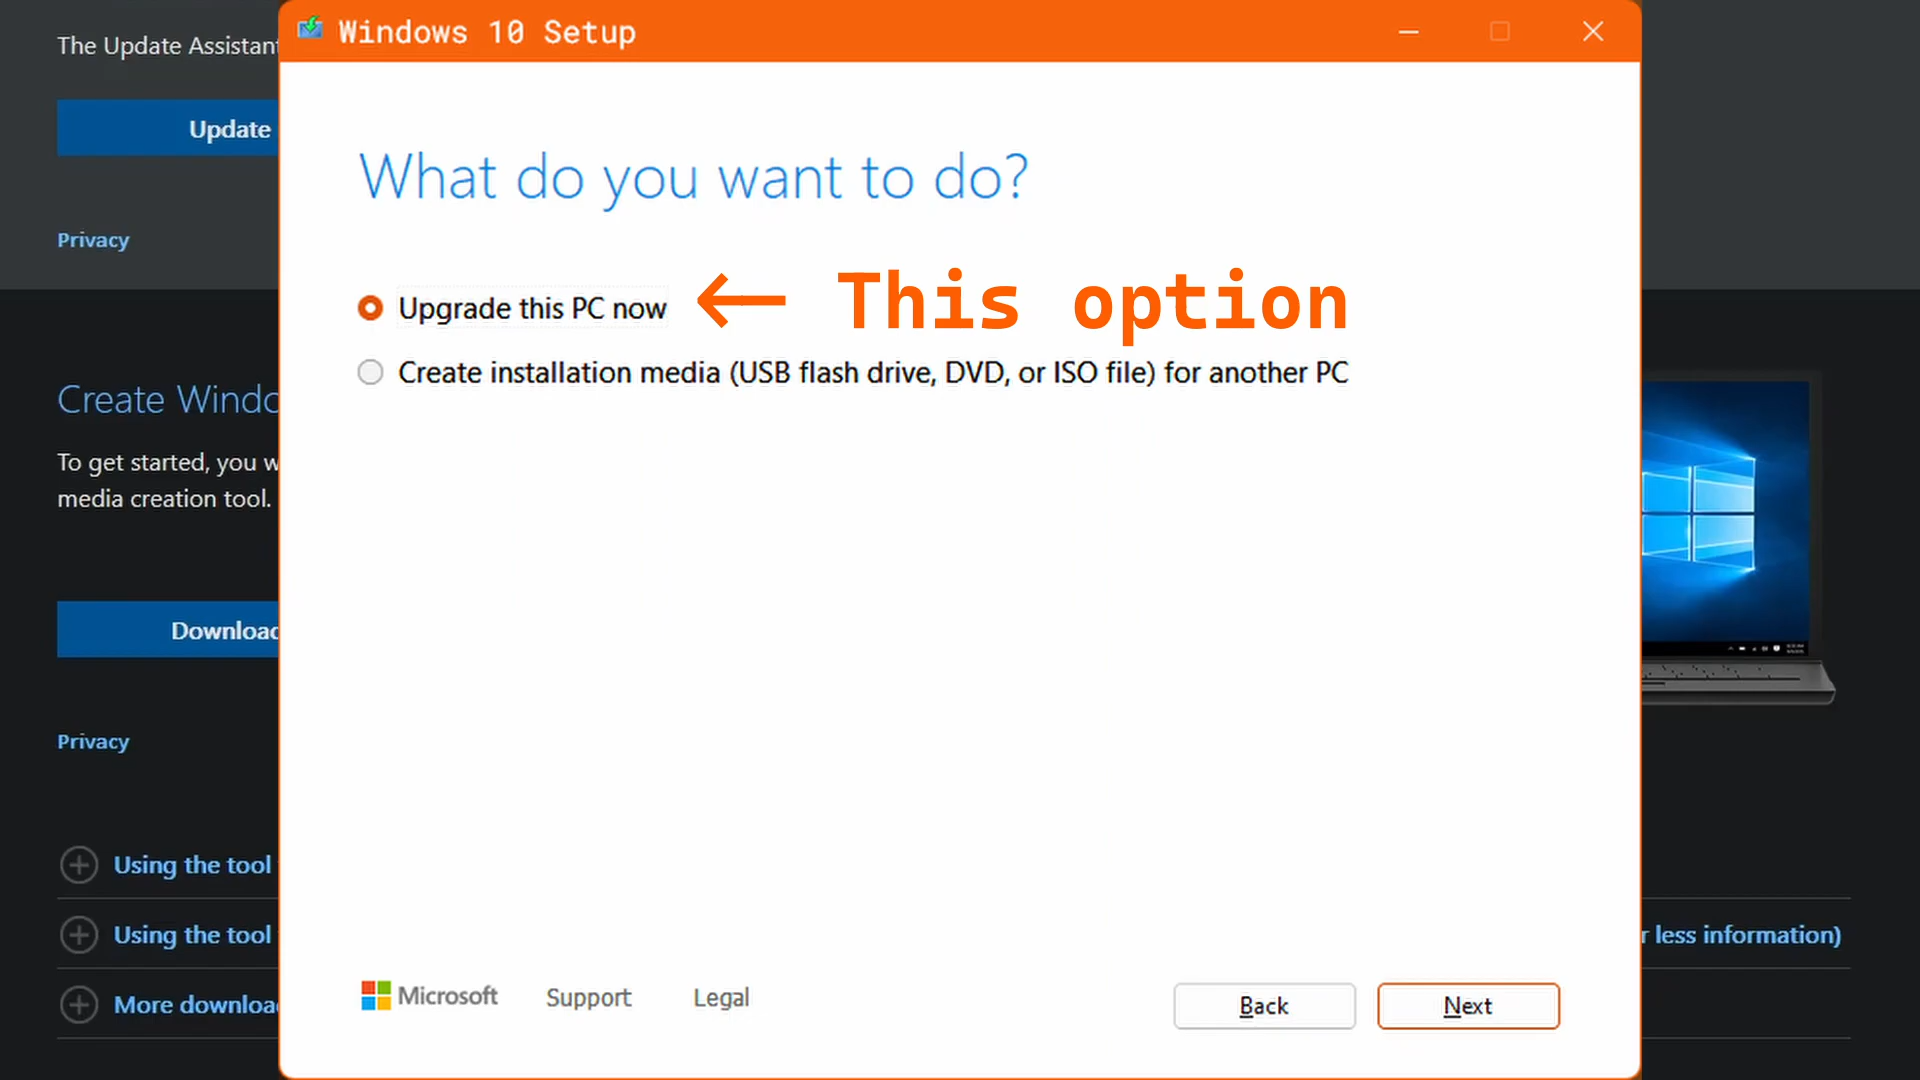 The Update Assistant
Update
Privacy
Create Windo
To get started, you w
media creation tool.
Download
Privacy
Using the tool
Using the tool
r less information)
More downloa
Windows 10 Setup
What do you want to do?
Upgrade this PC now
← This option
Create installation media (USB flash drive, DVD, or ISO file) for another PC
Microsoft Support Legal
Back Next